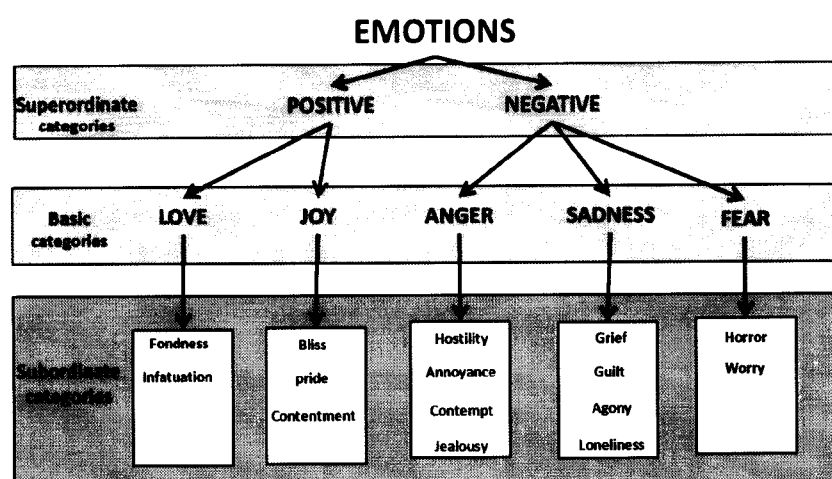 EMOTIONS
Superordinate
categories
POSITIVE
NEGATIVE
Basic
categories
LOVE
JOY
ANGER
SADNESS
FEAR
Subordinate
categories
Fondness
Infatuation
Bliss
pride
Contentment
Hostility
Annoyance
Contempt
Jealousy
Grief
Guilt
Agony
Loneliness
Horror
Worry